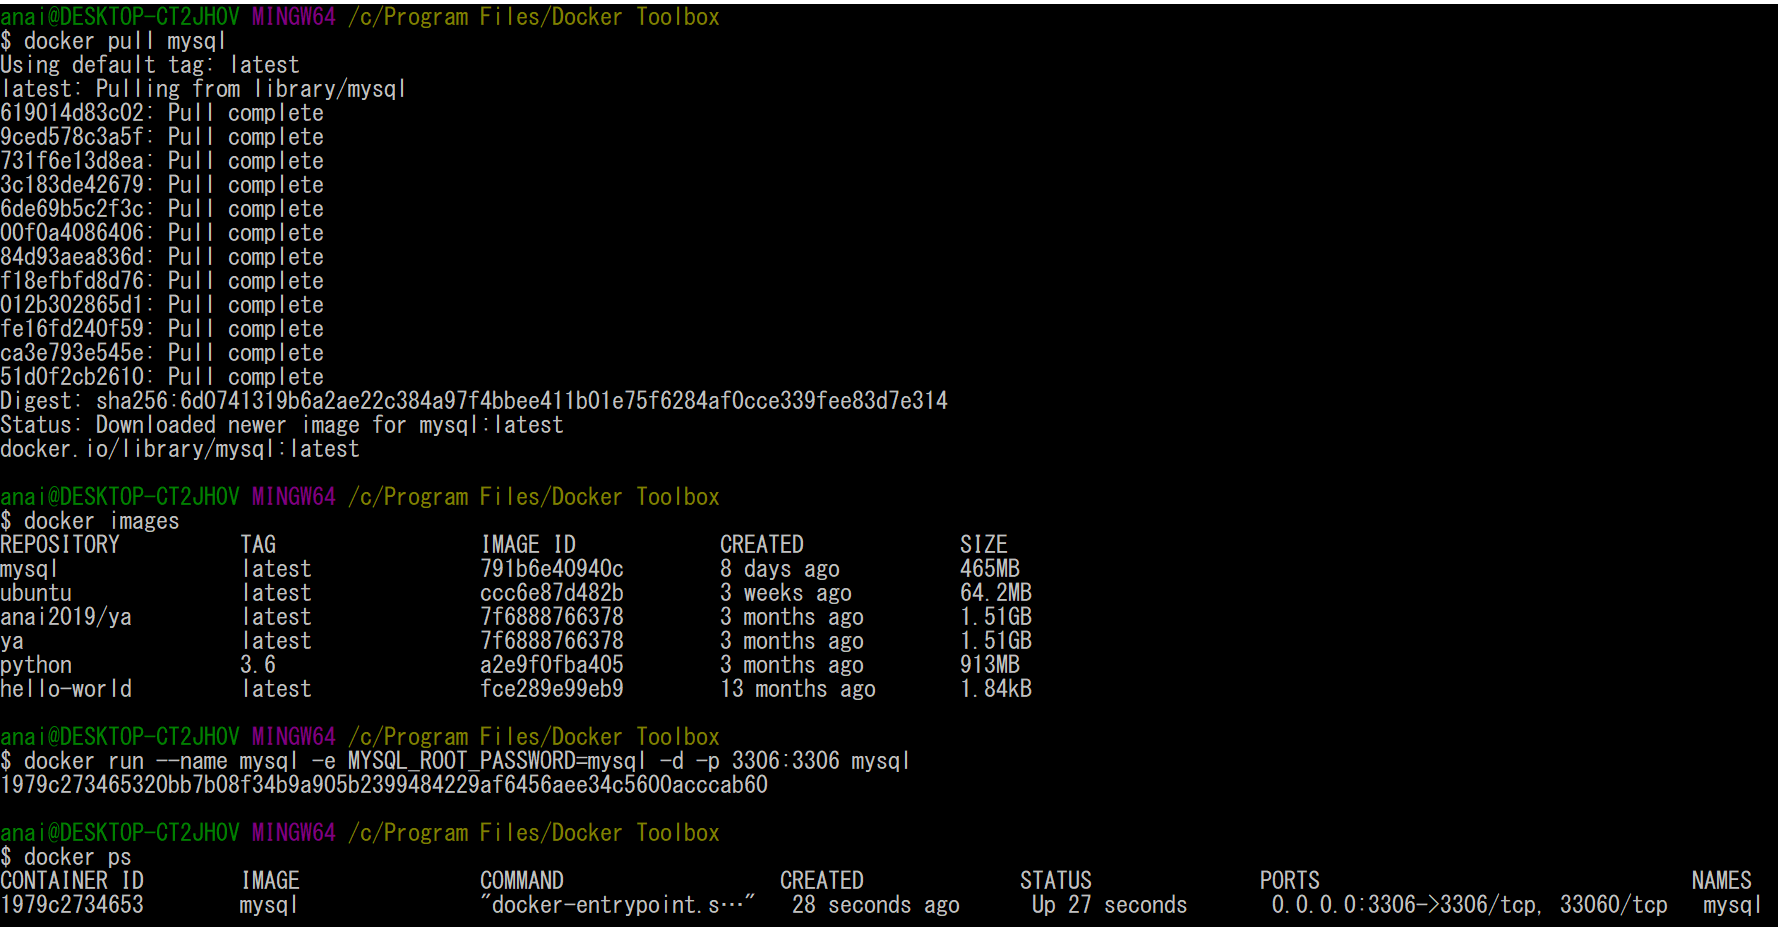 anai@DESKTOP-CT2JHOV MINGW64 /c/Program Files/Docker Toolbox
$ docker pull mysql
Using default tag: latest
latest: Pulling from library/mysql
619014d83c02: Pull complete
9ced578c3a5f: Pull complete
731f6e13d8ea: Pull complete
3c183de42679: Pull complete
6de69b5c2f3c: Pull complete
00f0a4086406: Pull complete
84d93aea836d: Pull complete
f18efbfd8d76: Pull complete
012b302865d1: Pull complete
fe16fd240f59: Pull complete
ca3e793e545e: Pull complete
51d0f2cb2610: Pull complete
Digest: sha256:6d0741319b6a2ae22c384a97f4bbee411b01e75f6284af0cce339fee83d7e314
Status: Downloaded newer image for mysql:latest
docker.io/library/mysql:latest
anai@DESKTOP-CT2JHOV MINGW64 /c/Program Files/Docker Toolbox
$ docker images
REPOSITORY TAG IMAGE ID CREATED SIZE
mysql latest 791b6e40940c 8 days ago 465MB
ubuntu latest ccc6e87d482b 3 weeks ago 64.2MB
anai2019/ya latest 7f6888766378 3 months ago 1.51GB
ya latest 7f6888766378 3 months ago 1.51GB
python 3.6 a2e9f0fba405 3 months ago 913MB
hello-world latest fce289e99eb9 13 months ago 1.84kB
anai@DESKTOP-CT2JHOV MINGW64 /c/Program Files/Docker Toolbox
$ docker run --name mysql -e MYSQL_ROOT_PASSWORD=mysql -d -p 3306:3306 mysql
1979c273465320bb7b08f34b9a905b2399484229af6456aee34c5600acccab60
anai@DESKTOP-CT2JHOV MINGW64 /c/Program Files/Docker Toolbox
$ docker ps
CONTAINER ID IMAGE COMMAND CREATED STATUS PORTS NAMES
1979c2734653 mysql "docker-entrypoint.s…" 28 seconds ago Up 27 seconds 0.0.0.0:3306->3306/tcp, 33060/tcp mysql